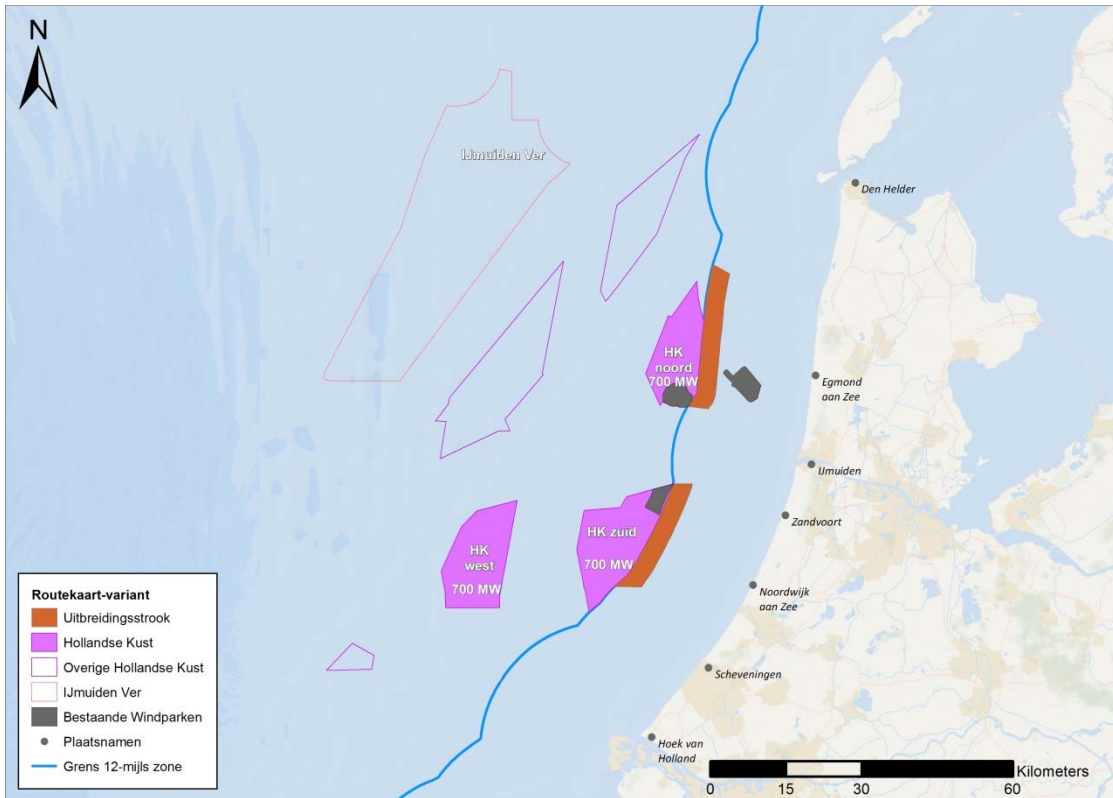 N
IJmuiden Ver
Den Helder
HK
noord
700 MW
Egmond
aan Zee
IJmuiden
Zandvoort
HK zuid
700 MW
HK
west
700 MW
Noordwijk
aan Zee
Scheveningen
Hoek van
Holland
Routekaart-variant
Uitbreidingsstrook
Hollandse Kust
Overige Hollandse Kust
IJmuiden Ver
Bestaande Windparken
Plaatsnamen
Grens 12-mijls zone
Kilometers
0 15 30 60